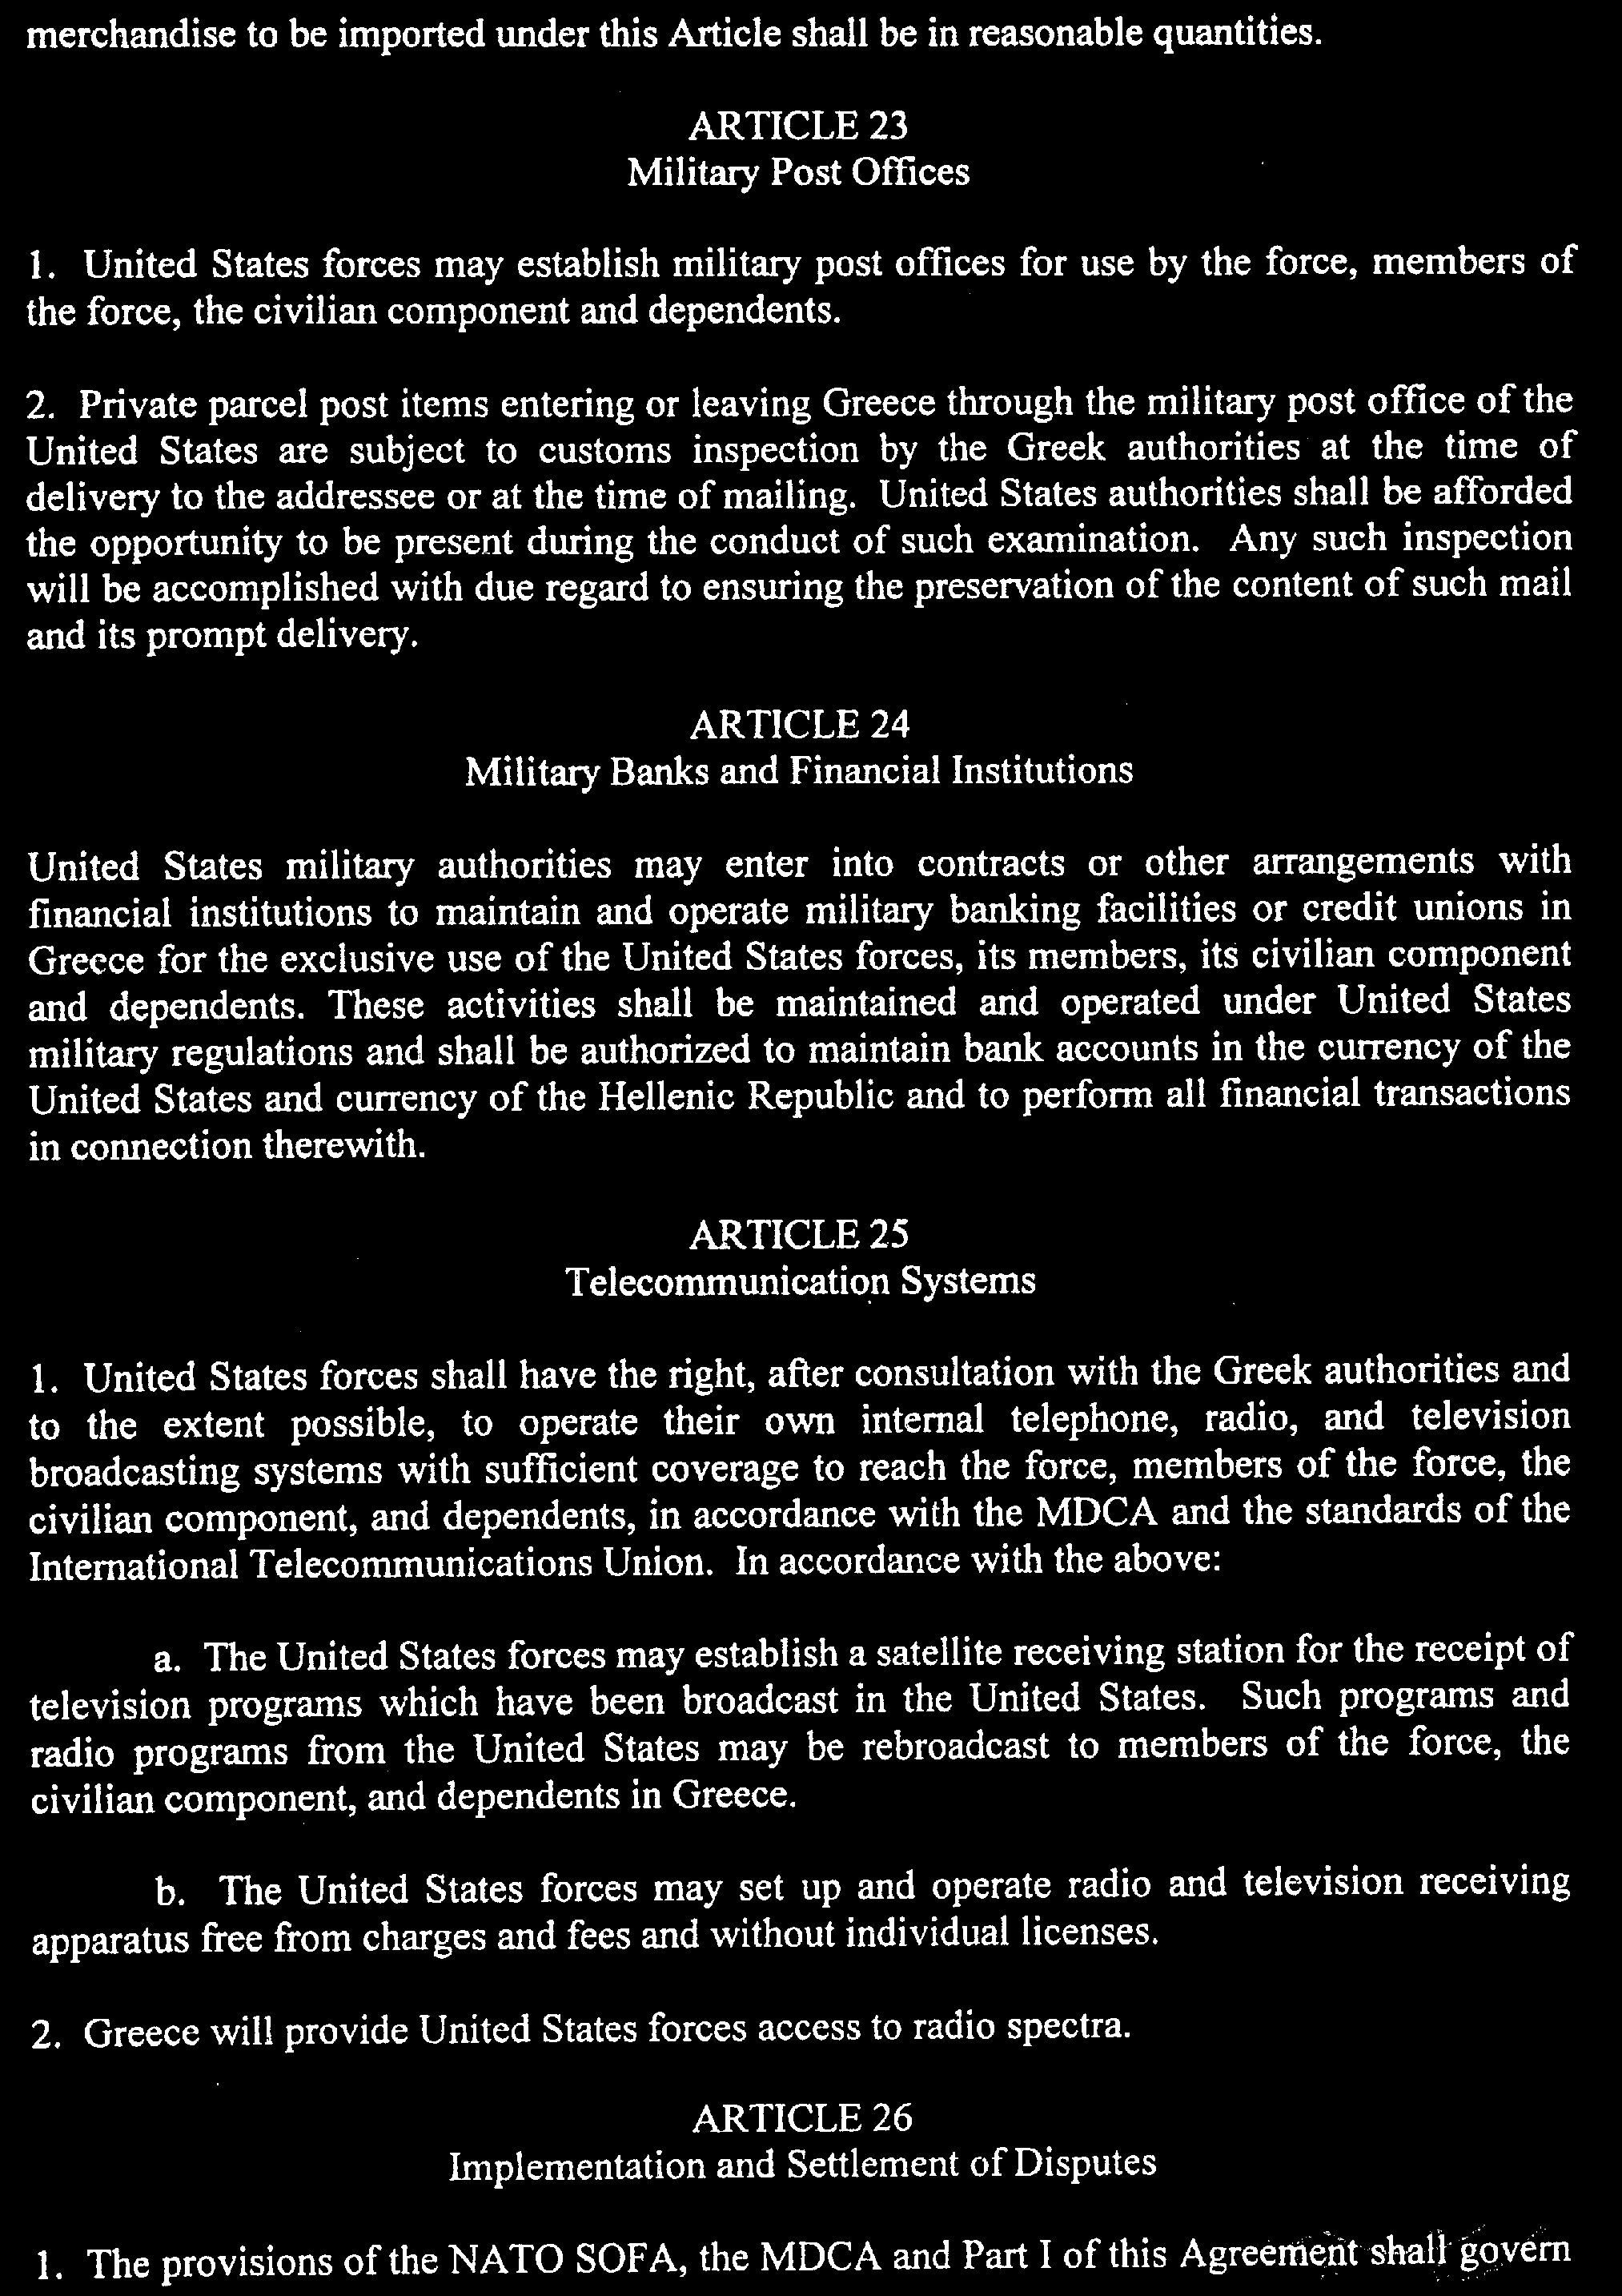 merchandise to be imported under this Article shall be in reasonable quantities.
ARTICLE 23
Military Post Offices
1. United States forces may establish military post offices for use by the force, members of
the force, the civilian component and dependents.
2. Private parcel post items entering or leaving Greece through the military post office of the
United States are subject to customs inspection by the Greek authorities at the time of
delivery to the addressee or at the time of mailing. United States authorities shall be afforded
the opportunity to be present during the conduct of such examination. Any such inspection
will be accomplished with due regard to ensuring the preservation of the content of such mail
and its prompt delivery.
ARTICLE 24
Military Banks and Financial Institutions
United States military authorities may enter into contracts or other arrangements with
financial institutions to maintain and operate military banking facilities or credit unions in
Greece for the exclusive use of the United States forces, its members, its civilian component
and dependents. These activities shall be maintained and operated under United States
military regulations and shall be authorized to maintain bank accounts in the currency of the
United States and currency of the Hellenic Republic and to perform all financial transactions
in connection therewith.
ARTICLE 25
Telecommunication Systems
1. United States forces shall have the right, after consultation with the Greek authorities and
to the extent possible, to operate their own internal telephone, radio, and television
broadcasting systems with sufficient coverage to reach the force, members of the force, the
civilian component, and dependents, in accordance with the MDCA and the standards of the
International Telecommunications Union. In accordance with the above:
a. The United States forces may establish a satellite receiving station for the receipt of
television programs which have been broadcast in the United States. Such programs and
radio programs from the United States may be rebroadcast to members of the force, the
civilian component, and dependents in Greece.
b. The United States forces may set up and operate radio and television receiving
apparatus free from charges and fees and without individual licenses.
2. Greece will provide United States forces access to radio spectra.
ARTICLE 26
Implementation and Settlement of Disputes
1. The provisions of the NATO SOFA, the MDCA and Part I of this Agreement shall govern